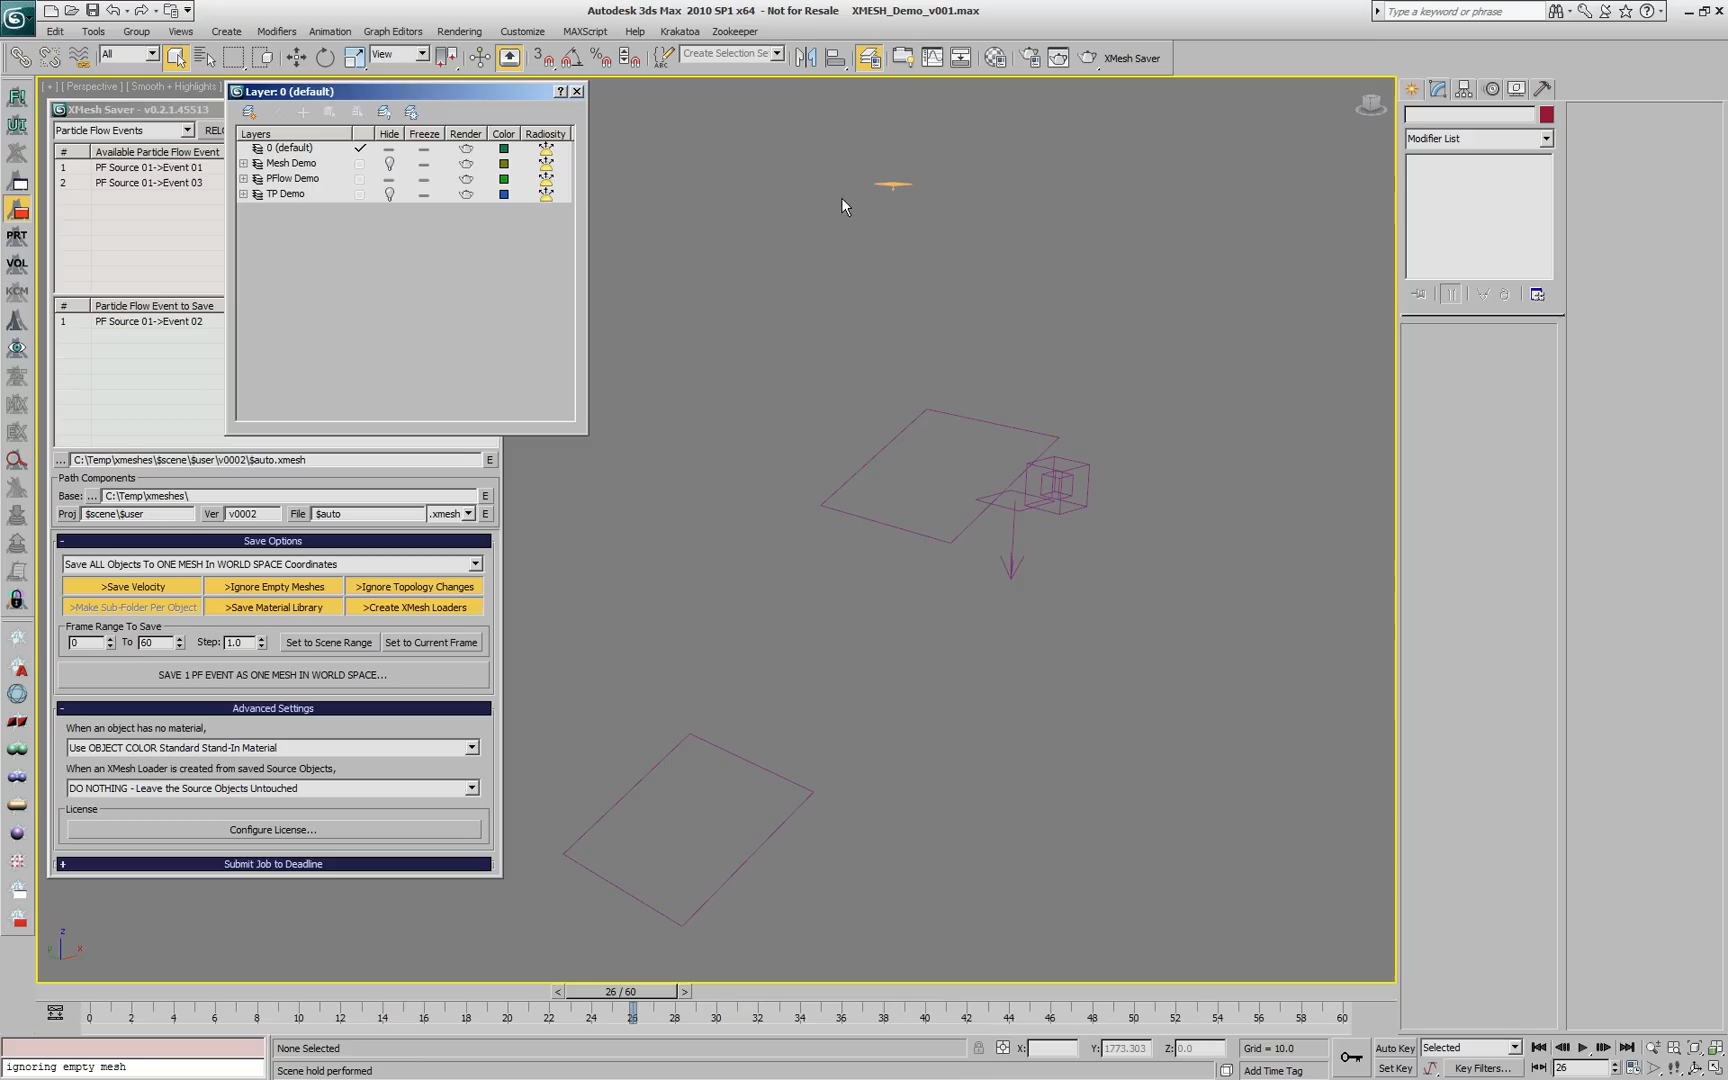 Autodesk 3ds Max 2010 SP1 x64 - Not for Resale XMESH_Demo_v001.max
Type a keyword or phrase
Edit Tools Group Views Create Modifiers Animation Graph Editors Rendering Customize MAXScript Help Krakatoa Zookeeper
All View Create Selection Se XMesh Saver
[ + ] [ Perspective ] [ Smooth + Highlights ]
Layer: 0 (default)
XMesh Saver - v0.2.1.45513
Particle Flow Events RELO
# Available Particle Flow Event
1 PF Source 01->Event 01
2 PF Source 01->Event 03
Layers Hide Freeze Render Color Radiosity
0 (default)
Mesh Demo
PFlow Demo
TP Demo
# Particle Flow Event to Save
1 PF Source 01->Event 02
... C:\Temp\xmeshes\$scene\$user\v0002\$auto.xmesh E
Path Components
Base: ... C:\Temp\xmeshes\ E
Proj $scene\$user Ver v0002 File $auto .xmesh E
- Save Options
Save ALL Objects To ONE MESH In WORLD SPACE Coordinates
>Save Velocity >Ignore Empty Meshes >Ignore Topology Changes
>Make Sub-Folder Per Object >Save Material Library >Create XMesh Loaders
Frame Range To Save
0 To 60 Step: 1.0 Set to Scene Range Set to Current Frame
SAVE 1 PF EVENT AS ONE MESH IN WORLD SPACE...
- Advanced Settings
When an object has no material,
Use OBJECT COLOR Standard Stand-In Material
When an XMesh Loader is created from saved Source Objects,
DO NOTHING - Leave the Source Objects Untouched
License
Configure License...
+ Submit Job to Deadline
Modifier List
F!
UI
PRT
VOL
KCM
MX
EX
z
y x
< 26 / 60 >
0 2 4 6 8 10 12 14 16 18 20 22 24 26 28 30 32 34 36 38 40 42 44 46 48 50 52 54 56 58 60
None Selected X: Y: 1773.303 Z: 0.0 Grid = 10.0 Auto Key Selected
ignoring empty mesh Scene hold performed Add Time Tag Set Key Key Filters... 26